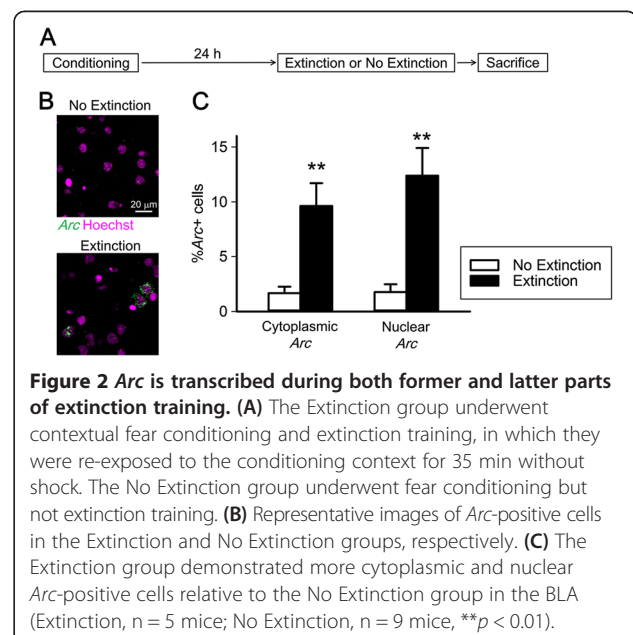 A
Conditioning 24 h Extinction or No Extinction Sacrifice
B
No Extinction
20 μm
Arc Hoechst
Extinction
C
**
**
15
10
5
0
%Arc+ cells
Cytoplasmic Arc
Nuclear Arc
No Extinction
Extinction
Figure 2 Arc is transcribed during both former and latter parts
of extinction training. (A) The Extinction group underwent
contextual fear conditioning and extinction training, in which they
were re-exposed to the conditioning context for 35 min without
shock. The No Extinction group underwent fear conditioning but
not extinction training. (B) Representative images of Arc-positive cells
in the Extinction and No Extinction groups, respectively. (C) The
Extinction group demonstrated more cytoplasmic and nuclear
Arc-positive cells relative to the No Extinction group in the BLA
(Extinction, n = 5 mice; No Extinction, n = 9 mice, **p < 0.01).